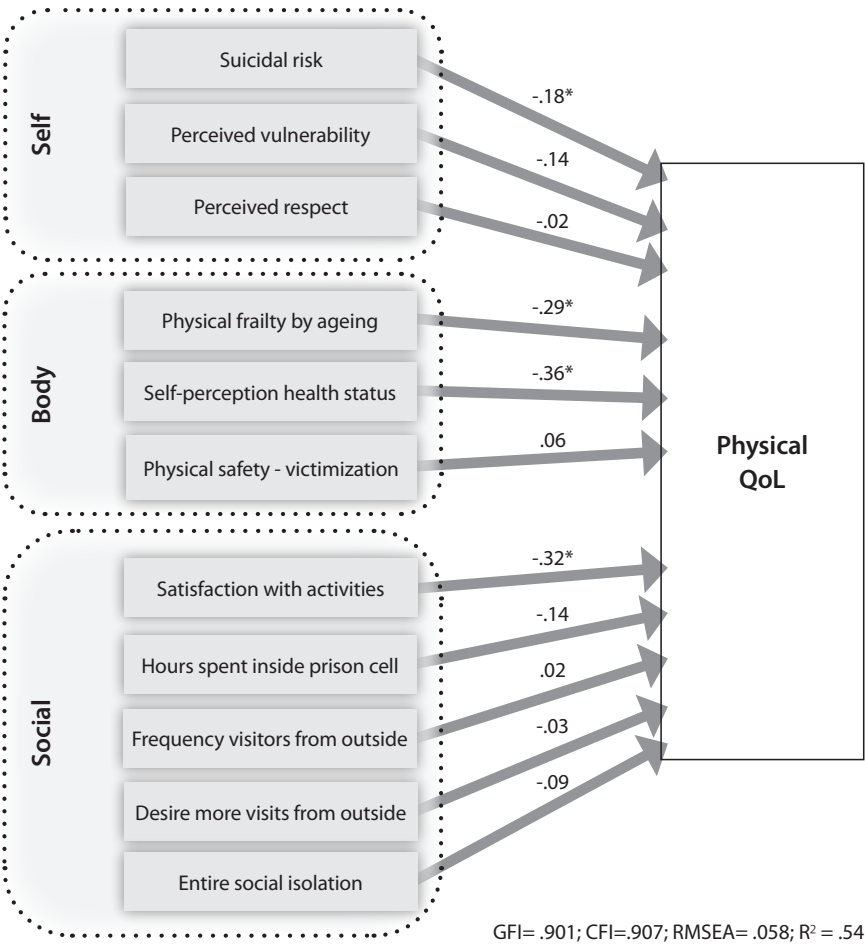 Self
Suicidal risk
-.18*
Perceived vulnerability
-.14
Perceived respect
-.02
Body
Physical frailty by ageing
-.29*
Self-perception health status
-.36*
Physical safety - victimization
.06
Social
Satisfaction with activities
-.32*
Hours spent inside prison cell
-.14
Frequency visitors from outside
.02
Desire more visits from outside
-.03
Entire social isolation
-.09
Physical
QoL
GFI= .901; CFI=.907; RMSEA= .058; R² = .54